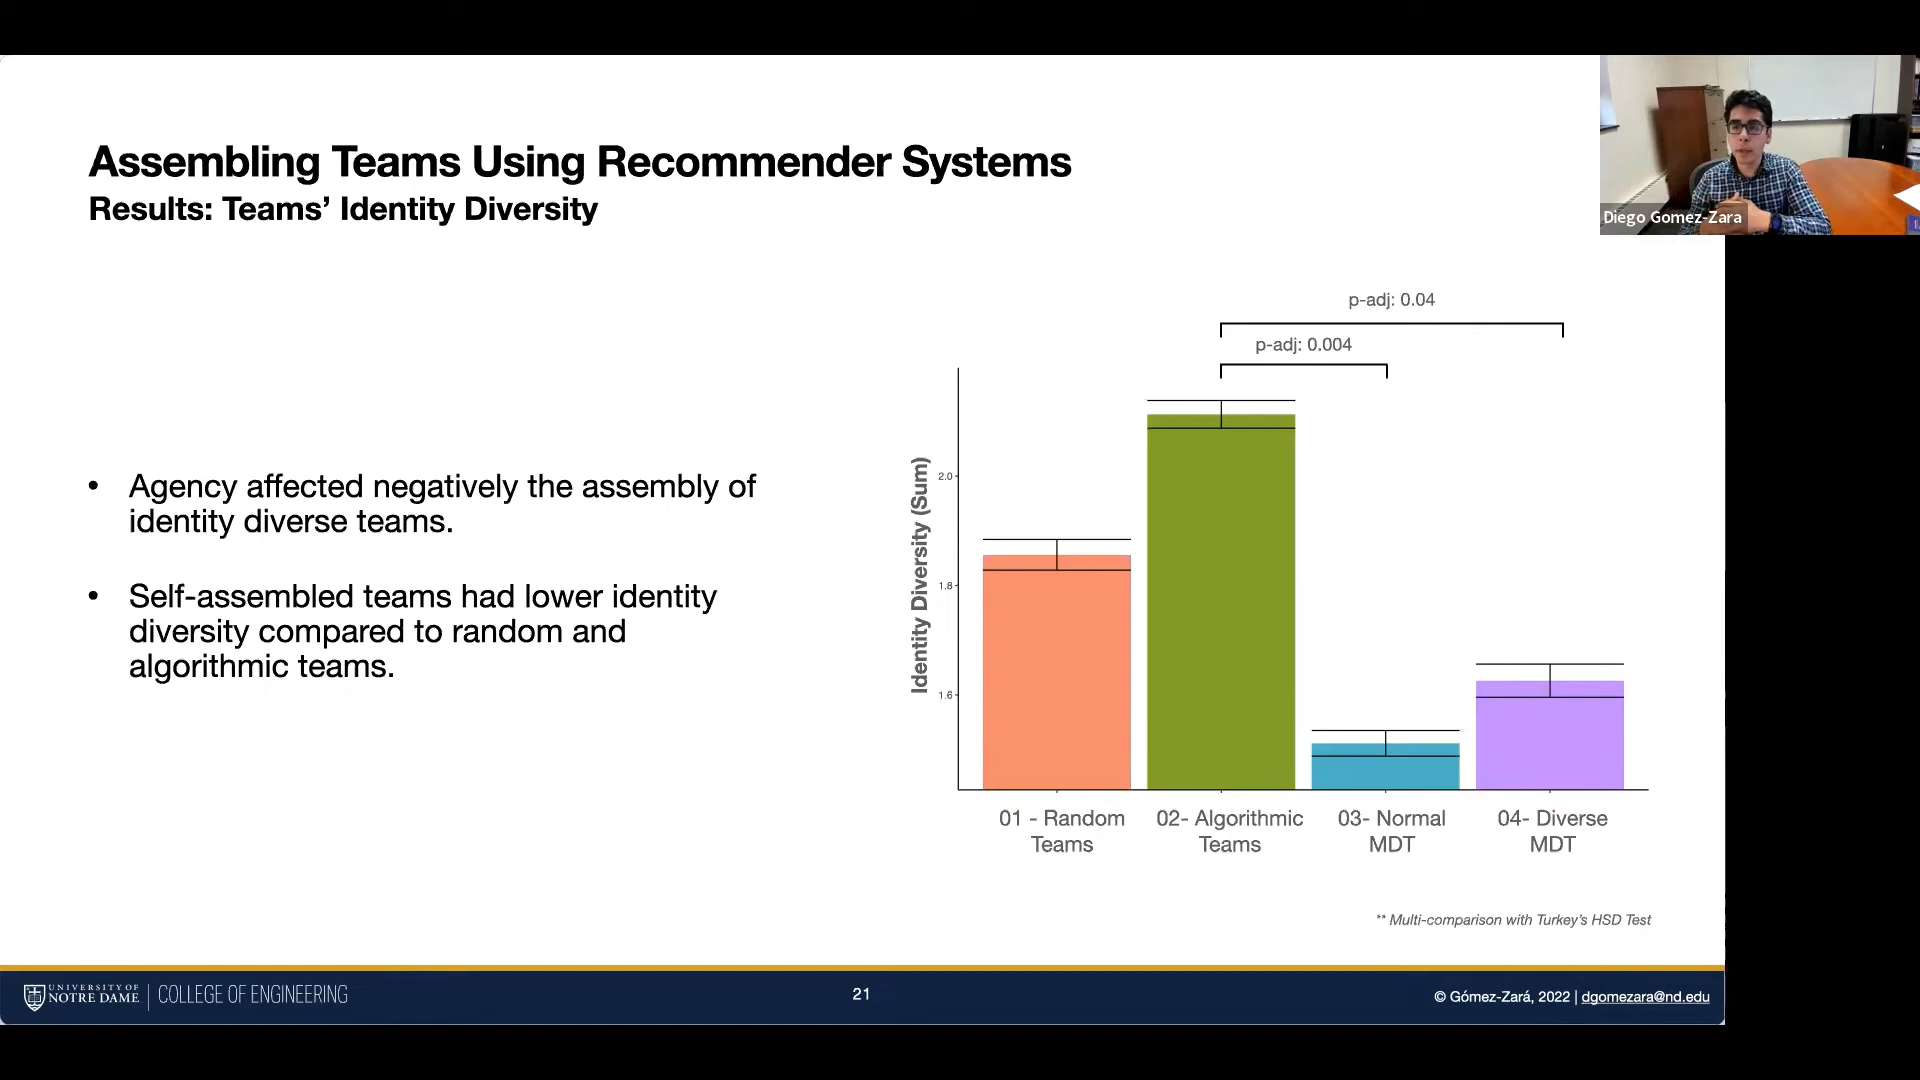 Assembling Teams Using Recommender Systems
Results: Teams’ Identity Diversity
Diego Gomez-Zara
• Agency affected negatively the assembly of
identity diverse teams.
• Self-assembled teams had lower identity
diversity compared to random and
algorithmic teams.
p-adj: 0.04
p-adj: 0.004
Identity Diversity (Sum)
2.0
1.8
1.6
01 - Random
Teams
02- Algorithmic
Teams
03- Normal
MDT
04- Diverse
MDT
** Multi-comparison with Turkey’s HSD Test
UNIVERSITY OF
NOTRE DAME
COLLEGE OF ENGINEERING
21
© Gómez-Zará, 2022 | dgomezara@nd.edu